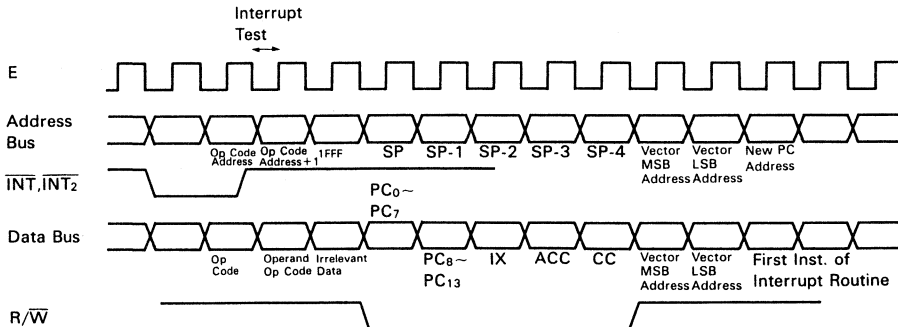 Interrupt
Test
E
Address
Bus
Op Code
Address
Op Code
Address+1
1FFF
SP
SP-1
SP-2
SP-3
SP-4
Vector
MSB
Address
Vector
LSB
Address
New PC
Address
INT, INT2
PC0~
PC7
Data Bus
Op
Code
Operand
Op Code
Irrelevant
Data
PC8~
PC13
IX
ACC
CC
Vector
MSB
Address
Vector
LSB
Address
First Inst. of
Interrupt Routine
R/W